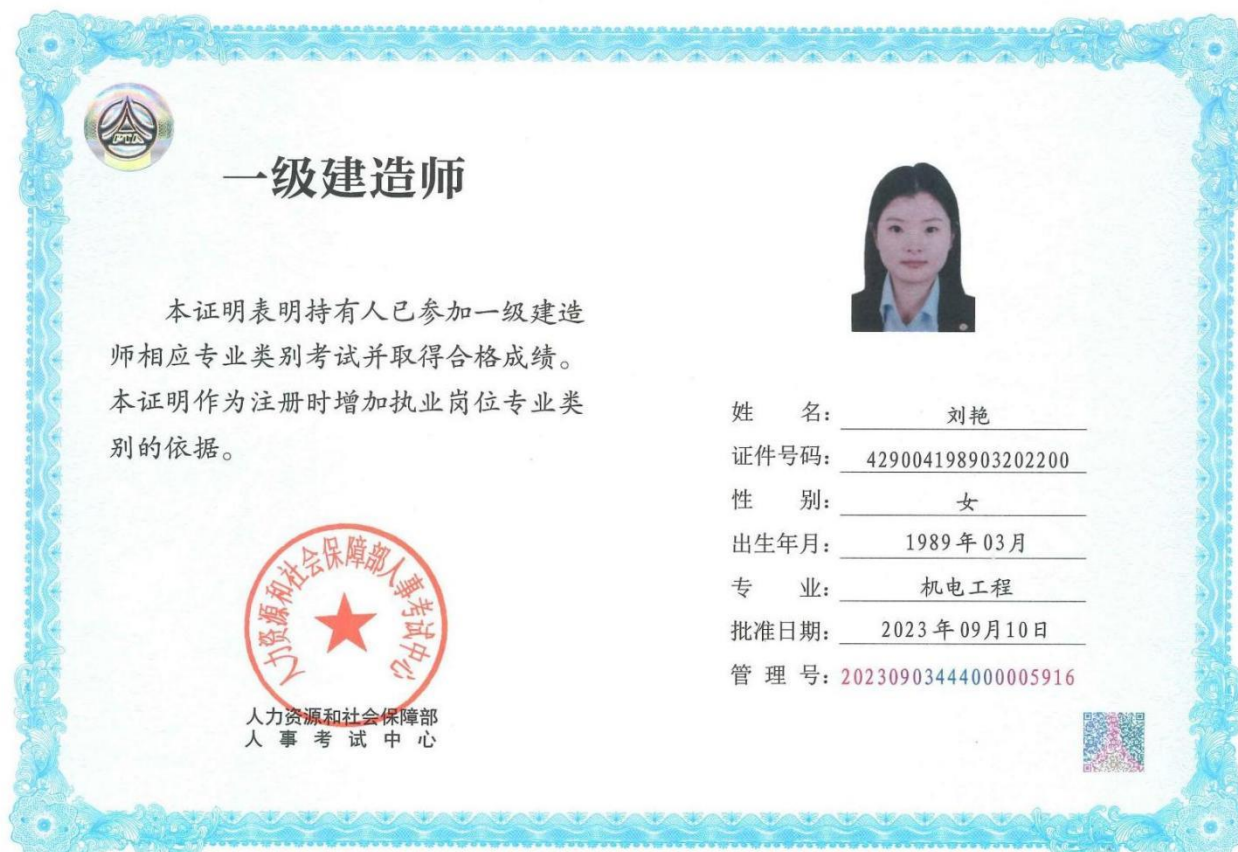 一级建造师
本证明表明持有人已参加一级建造
师相应专业类别考试并取得合格成绩。
本证明作为注册时增加执业岗位专业类
别的依据。
人力资源和社会保障部人事考试中心
人力资源和社会保障部
人事考试中心
姓名：刘艳
证件号码：429004198903202200
性别：女
出生年月：1989年03月
专业：机电工程
批准日期：2023年09月10日
管理号：20230903444000005916